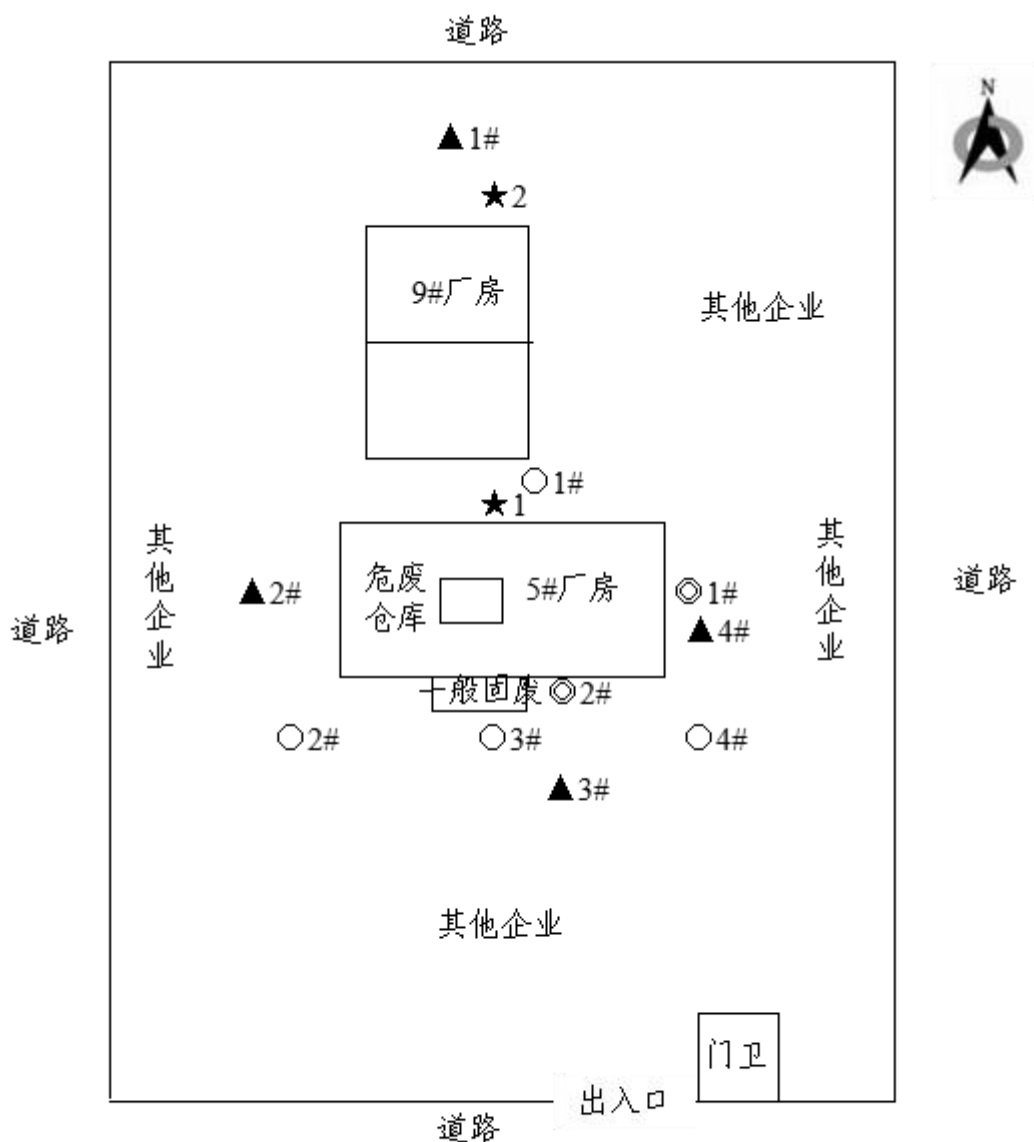 道路
N
▲1#
★2
9#厂房
其他企业
○1#
★1
其他企业
危废
仓库
5#厂房
▲2#
◎1#
▲4#
其他企业
道路
道路
一般固废
◎2#
○2#
○3#
○4#
▲3#
其他企业
门卫
出入口
道路